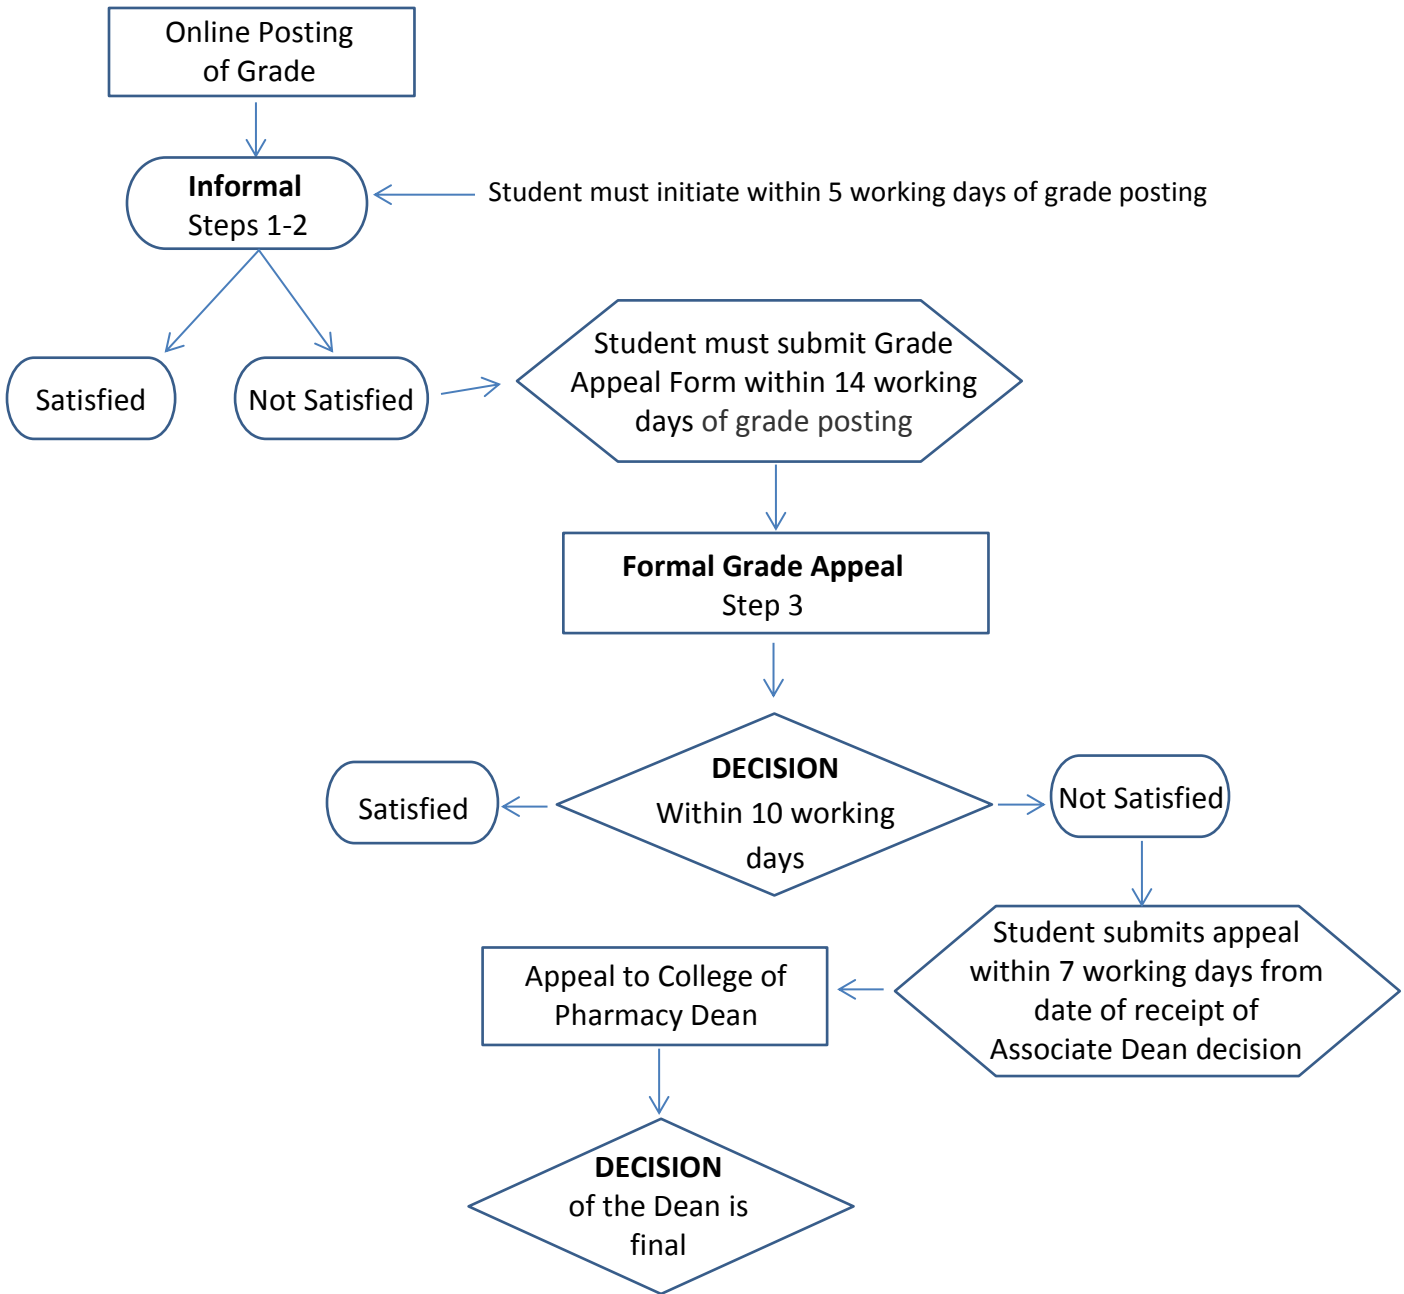 Online Posting
of Grade
Informal
Steps 1-2
Student must initiate within 5 working days of grade posting
Satisfied
Not Satisfied
Student must submit Grade
Appeal Form within 14 working
days of grade posting
Formal Grade Appeal
Step 3
DECISION
Within 10 working
days
Satisfied
Not Satisfied
Student submits appeal
within 7 working days from
date of receipt of
Associate Dean decision
Appeal to College of
Pharmacy Dean
DECISION
of the Dean is
final